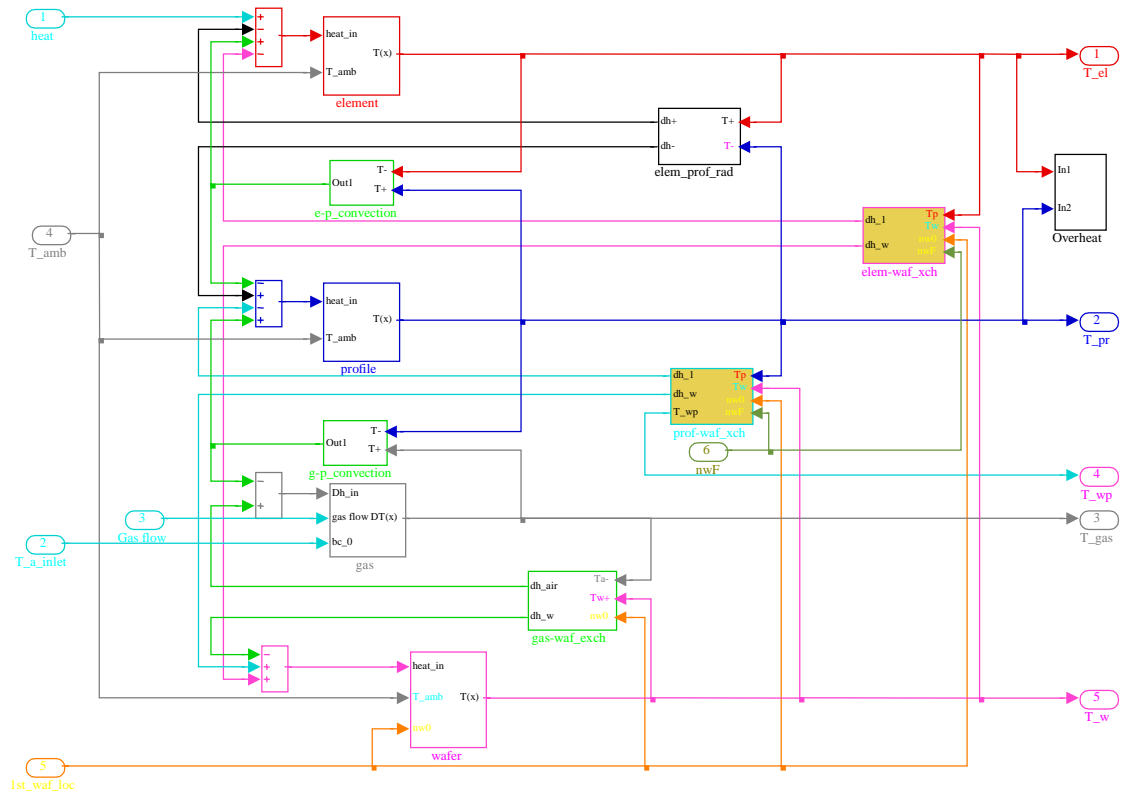 1
heat
+
−
+
−
heat_in
T(x)
T_amb
element
1
T_el
dh+
T+
dh-
T-
elem_prof_rad
T-
Out1
T+
e-p_convection
In1
In2
Overheat
dh_1
Tp
Tw
nw0
dh_w
nwF
elem-waf_xch
4
T_amb
−
+
−
+
heat_in
T(x)
T_amb
profile
2
T_pr
dh_1
Tp
Tw
dh_w
nw0
T_wp
nwF
prof-waf_xch
T-
Out1
T+
g-p_convection
6
nwF
4
T_wp
−
+
Dh_in
gas flow DT(x)
bc_0
gas
3
Gas flow
3
T_gas
2
T_a_inlet
Ta-
dh_air
Tw+
dh_w
nw0
gas-waf_exch
−
+
+
heat_in
T_amb
T(x)
nw0
wafer
5
T_w
5
1st_waf_loc